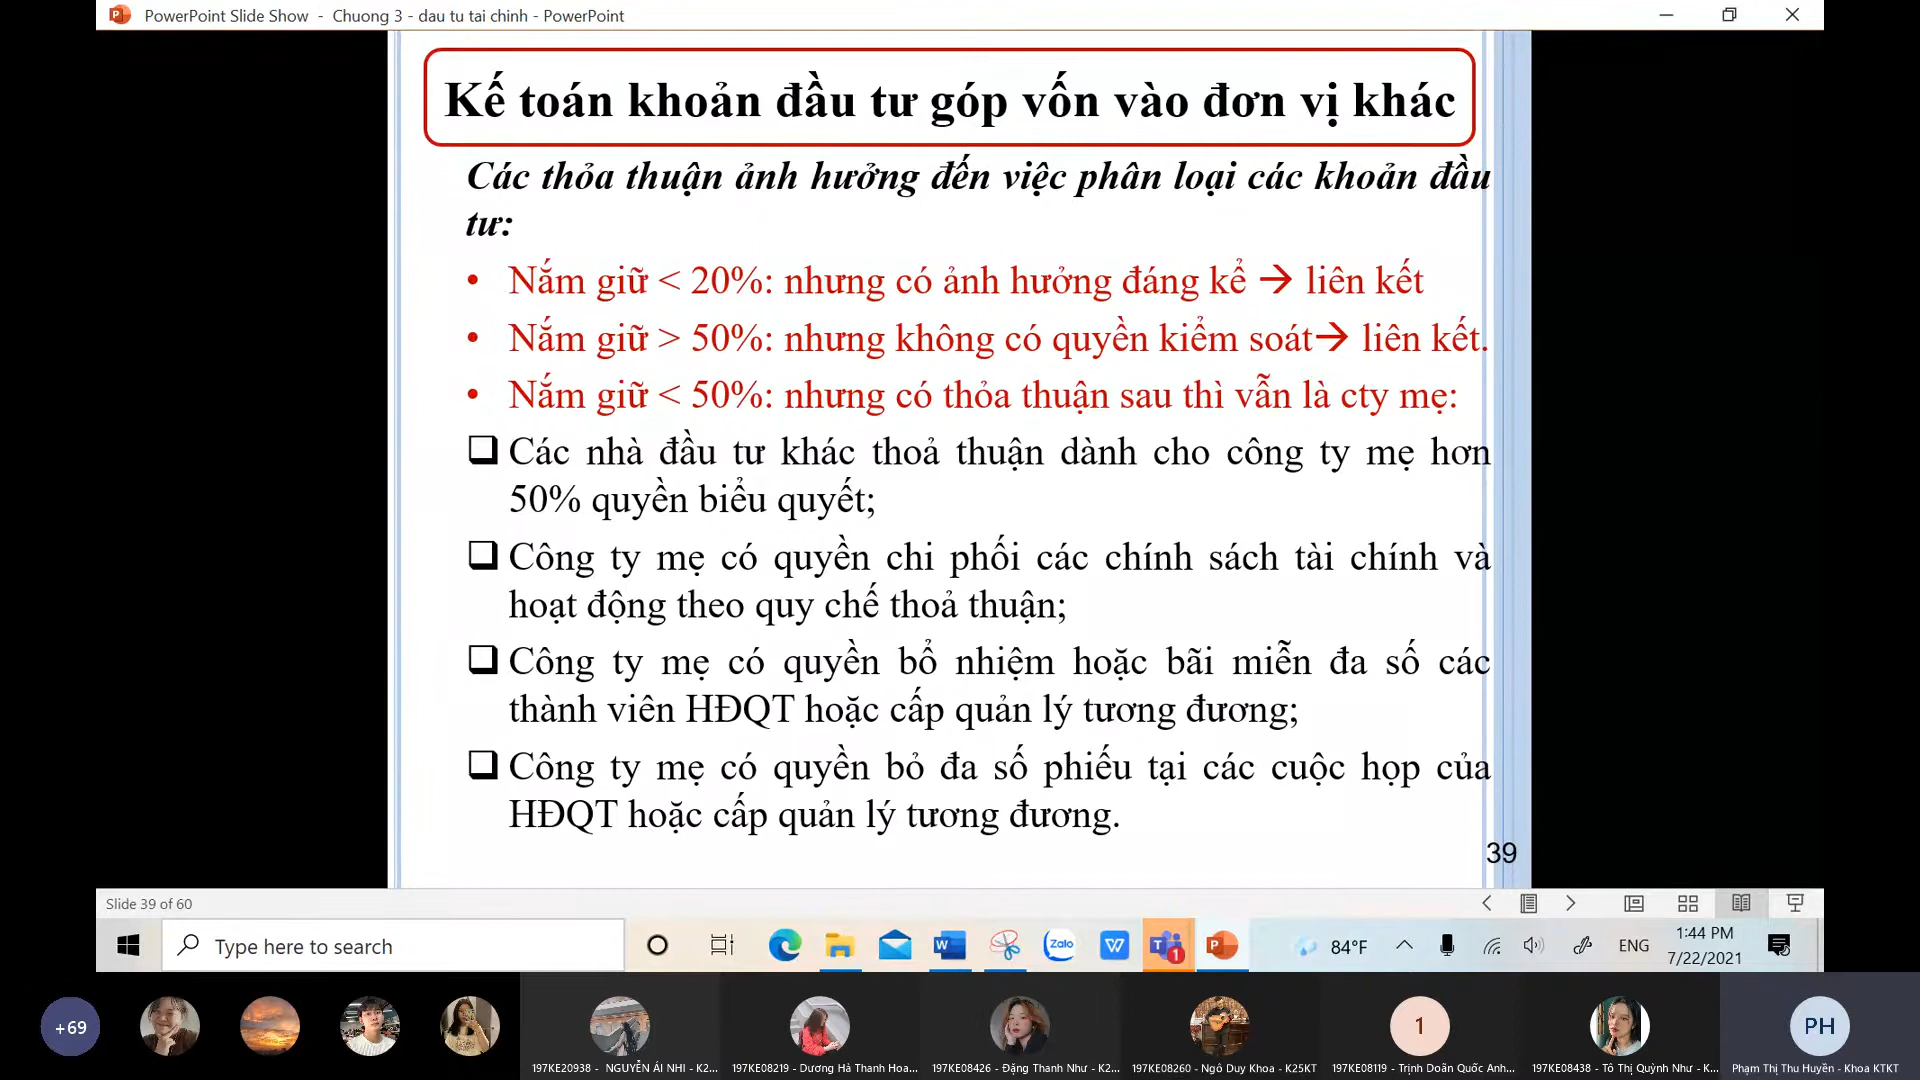 PowerPoint Slide Show - Chuong 3 - dau tu tai chinh - PowerPoint
Kế toán khoản đầu tư góp vốn vào đơn vị khác
Các thỏa thuận ảnh hưởng đến việc phân loại các khoản đầu
tư:
• Nắm giữ < 20%: nhưng có ảnh hưởng đáng kể → liên kết
• Nắm giữ > 50%: nhưng không có quyền kiểm soát→ liên kết.
• Nắm giữ < 50%: nhưng có thỏa thuận sau thì vẫn là cty mẹ:
❑ Các nhà đầu tư khác thoả thuận dành cho công ty mẹ hơn
50% quyền biểu quyết;
❑ Công ty mẹ có quyền chi phối các chính sách tài chính và
hoạt động theo quy chế thoả thuận;
❑ Công ty mẹ có quyền bổ nhiệm hoặc bãi miễn đa số các
thành viên HĐQT hoặc cấp quản lý tương đương;
❑ Công ty mẹ có quyền bỏ đa số phiếu tại các cuộc họp của
HĐQT hoặc cấp quản lý tương đương.
39
Slide 39 of 60
Type here to search
Zalo
84°F
ENG
1:44 PM
7/22/2021
+69
1
PH
197KE20938 - NGUYỄN ÁI NHI - K2...
197KE08219 - Dương Hà Thanh Hoa...
197KE08426 - Đặng Thanh Như - K2...
197KE08260 - Ngô Duy Khoa - K25KT
197KE08119 - Trịnh Doãn Quốc Anh...
197KE08438 - Tô Thị Quỳnh Như - K...
Phạm Thị Thu Huyền - Khoa KTKT